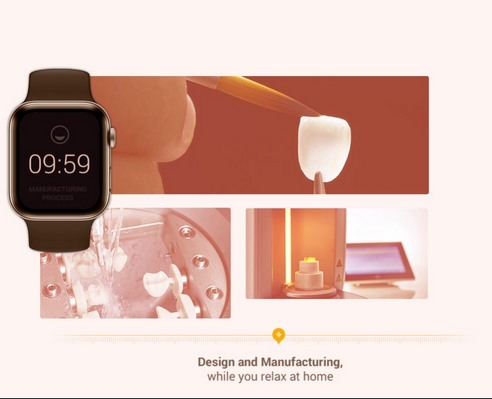 09:59
MANUFACTURING
PROCESS
Design and Manufacturing,
while you relax at home